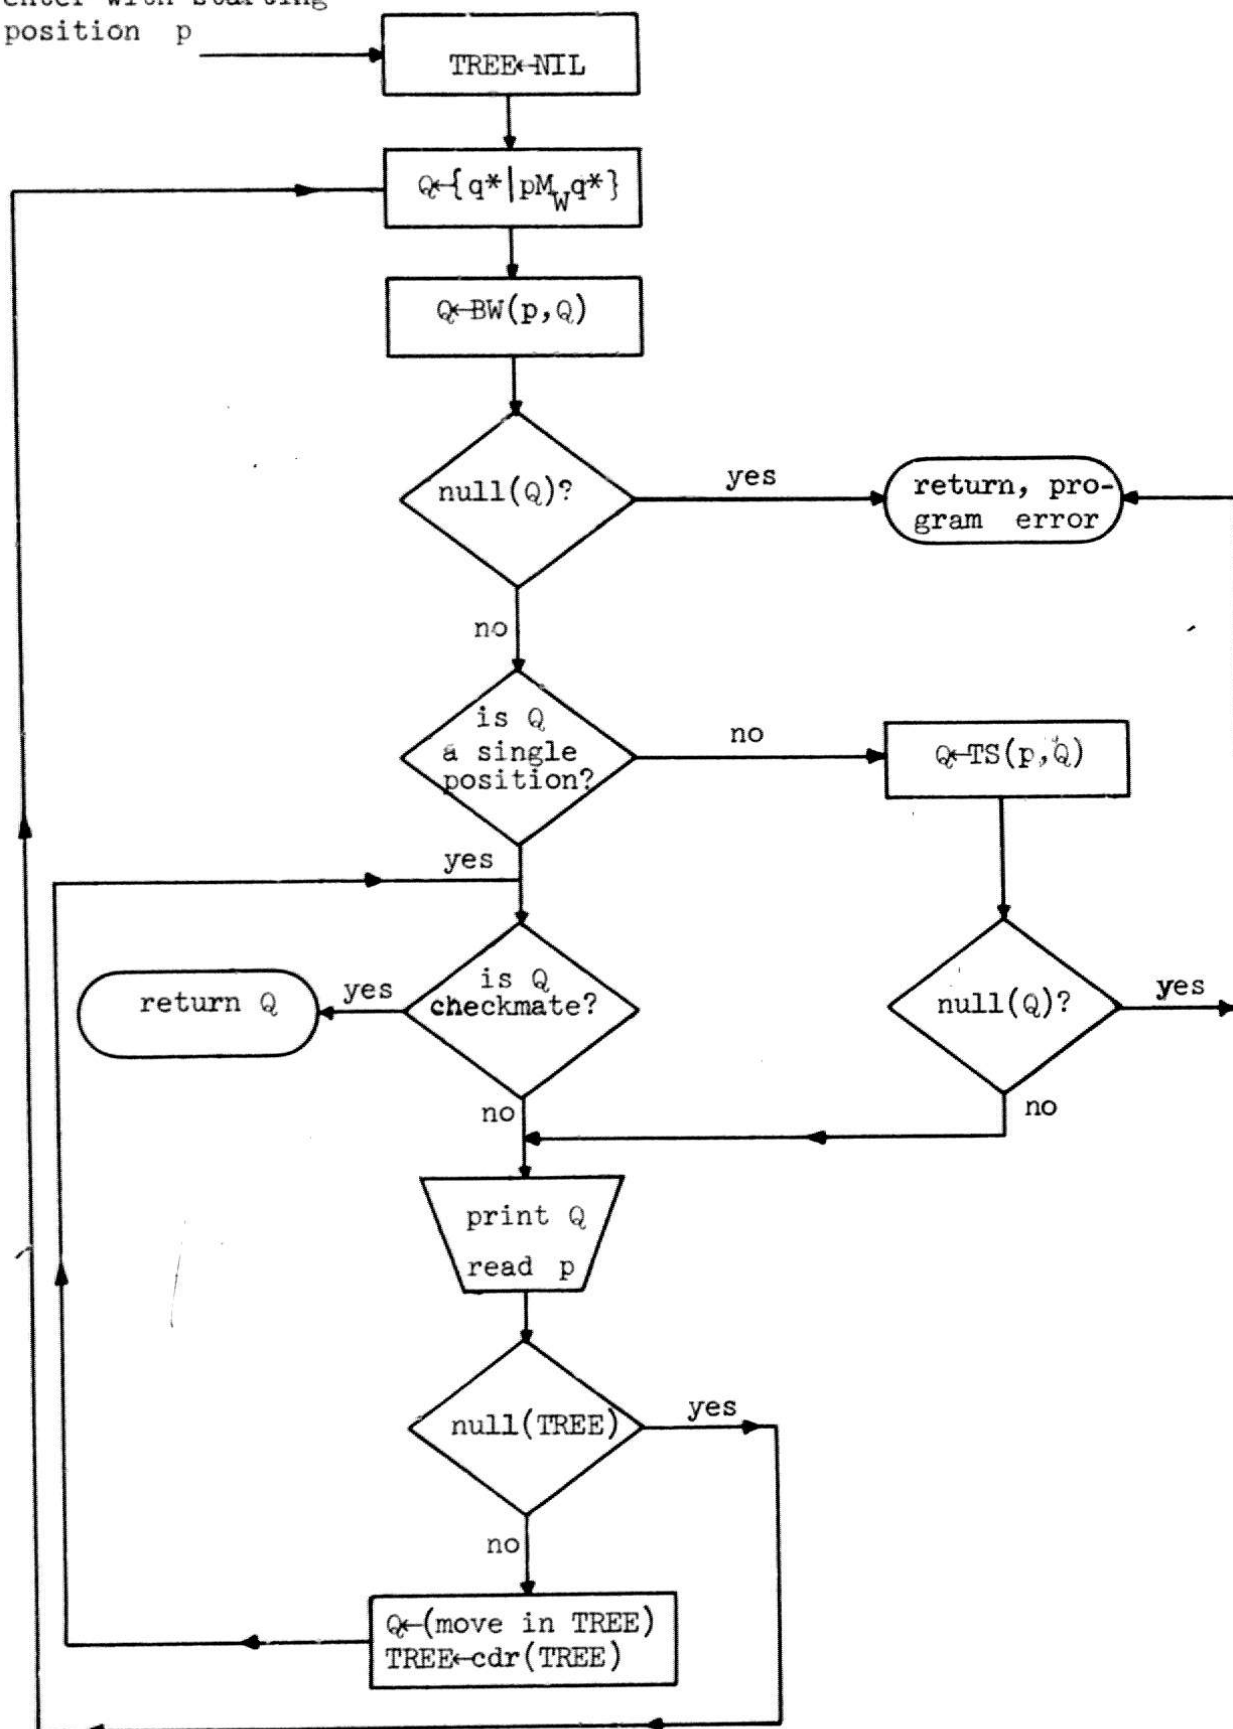 enter with starting
position p
TREE←NIL
Q←{q*|pM_W q*}
Q←BW(p,Q)
null(Q)?
yes
return, pro-
gram error
no
is Q
a single
position?
no
Q←TS(p,Q)
yes
is Q
checkmate?
yes
return Q
null(Q)?
yes
no
no
print Q
read p
null(TREE)
yes
no
Q←(move in TREE)
TREE←cdr(TREE)